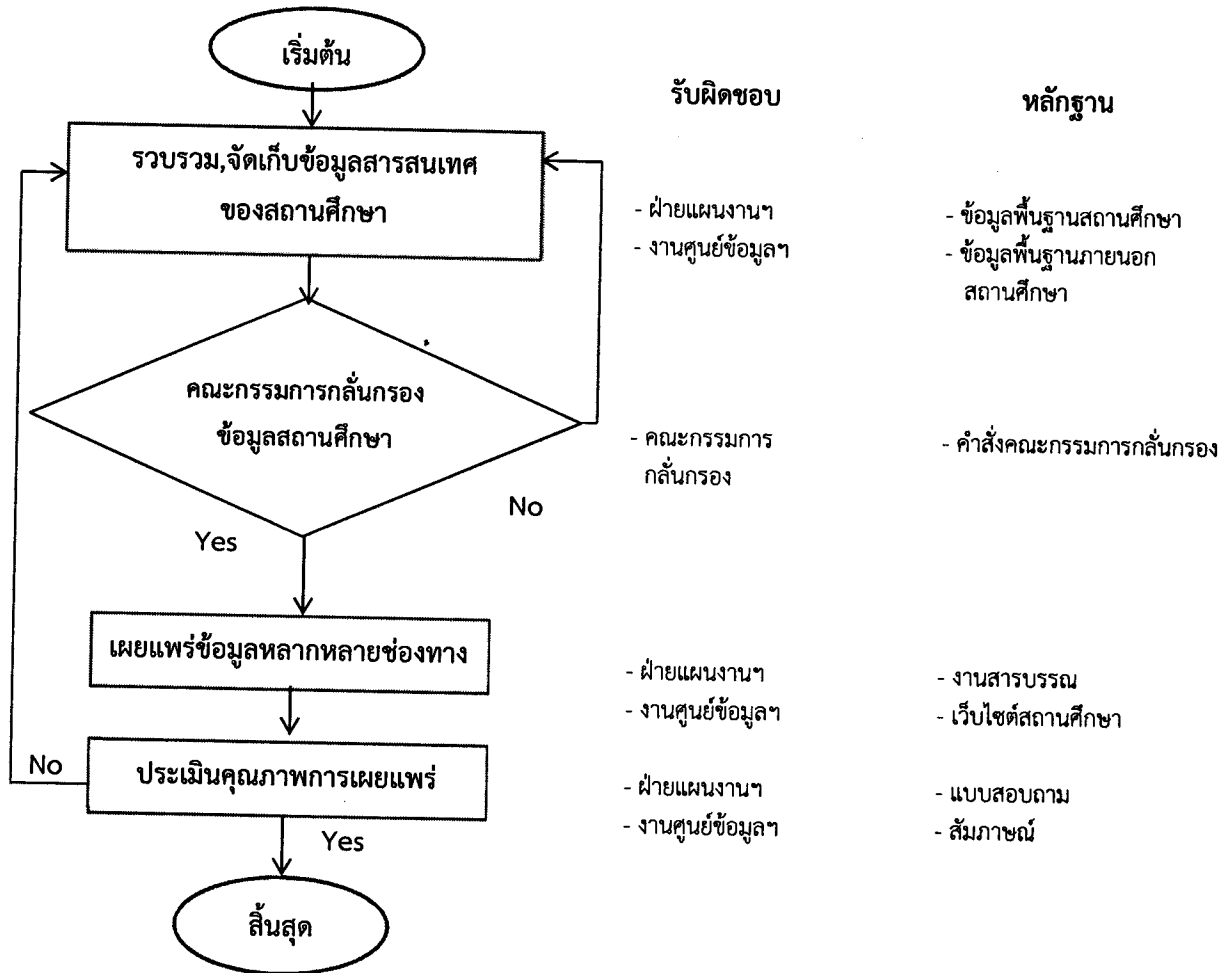 เริ่มต้น
รับผิดชอบ
หลักฐาน
รวบรวม,จัดเก็บข้อมูลสารสนเทศ
ของสถานศึกษา
- ฝ่ายแผนงานฯ
- งานศูนย์ข้อมูลฯ
- ข้อมูลพื้นฐานสถานศึกษา
- ข้อมูลพื้นฐานภายนอก
สถานศึกษา
คณะกรรมการกลั่นกรอง
ข้อมูลสถานศึกษา
- คณะกรรมการ
กลั่นกรอง
- คำสั่งคณะกรรมการกลั่นกรอง
No
Yes
เผยแพร่ข้อมูลหลากหลายช่องทาง
- ฝ่ายแผนงานฯ
- งานศูนย์ข้อมูลฯ
- งานสารบรรณ
- เว็บไซต์สถานศึกษา
No
ประเมินคุณภาพการเผยแพร่
- ฝ่ายแผนงานฯ
- งานศูนย์ข้อมูลฯ
- แบบสอบถาม
- สัมภาษณ์
Yes
สิ้นสุด